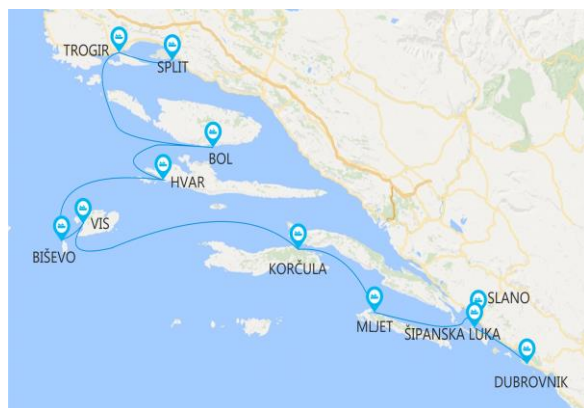 TROGIR
SPLIT
BOL
HVAR
VIS
BIŠEVO
KORČULA
SLANO
MLJET
ŠIPANSKA LUKA
DUBROVNIK